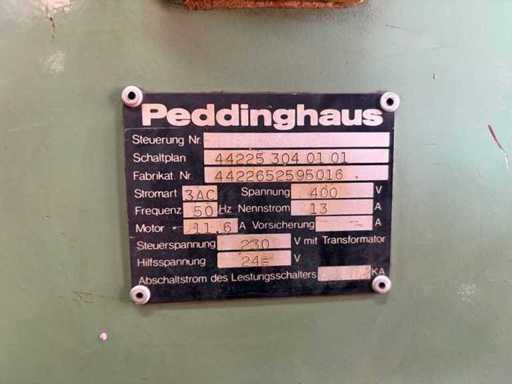 Peddinghaus
Steuerung Nr.
Schaltplan 44225 304 01 01
Fabrikat. Nr. 4422652595016
Stromart 3AC Spannung 400 V
Frequenz 50 Hz Nennstrom 13 A
Motor 11,6 A Vorsicherung A
Steuerspannung 230 V mit Transformator
Hilfsspannung 24= V
Abschaltstrom des Leistungsschalters KA